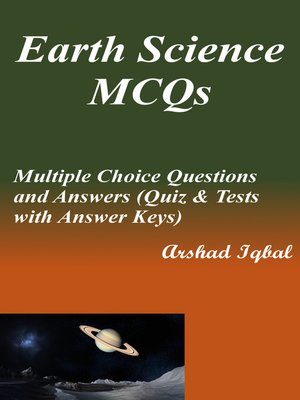 Earth Science
MCQs
Multiple Choice Questions
and Answers (Quiz & Tests
with Answer Keys)
Arshad Iqbal